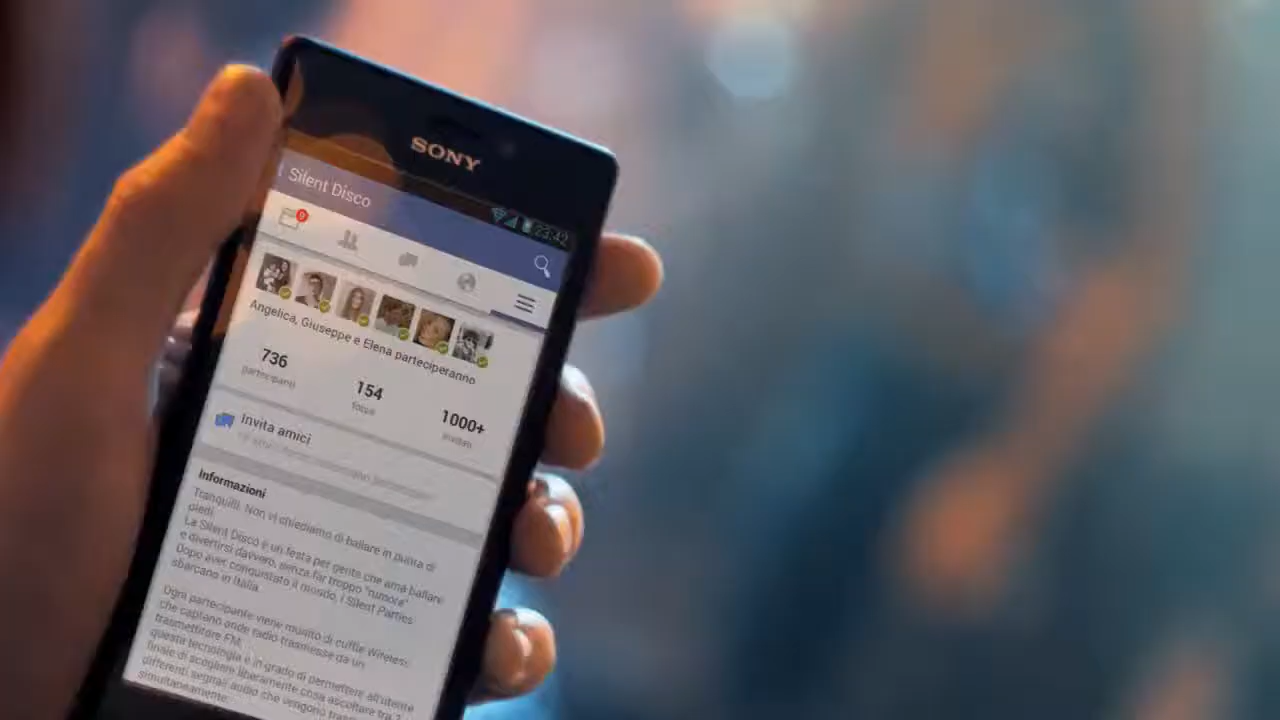 SONY
23:42
Silent Disco
9
Angelica, Giuseppe e Elena parteciperanno
736
partecipanti
154
forse
1000+
invitati
Invita amici
Informazioni
Tranquilli. Non vi chiediamo di ballare in punta di
piedi.
La Silent Disco è un festa per gente che ama ballare
e divertirsi davvero, senza far troppo "rumore"
Dopo aver conquistato il mondo, i Silent Parties
sbarcano in Italia.
Ogni partecipante viene munito di cuffie Wireless
che captano onde radio trasmesse da un
trasmettitore FM;
questa tecnologia è in grado di permettere all'utente
finale di scegliere liberamente cosa ascoltare tra 2
differenti segnali audio che vengono
simultaneamente.